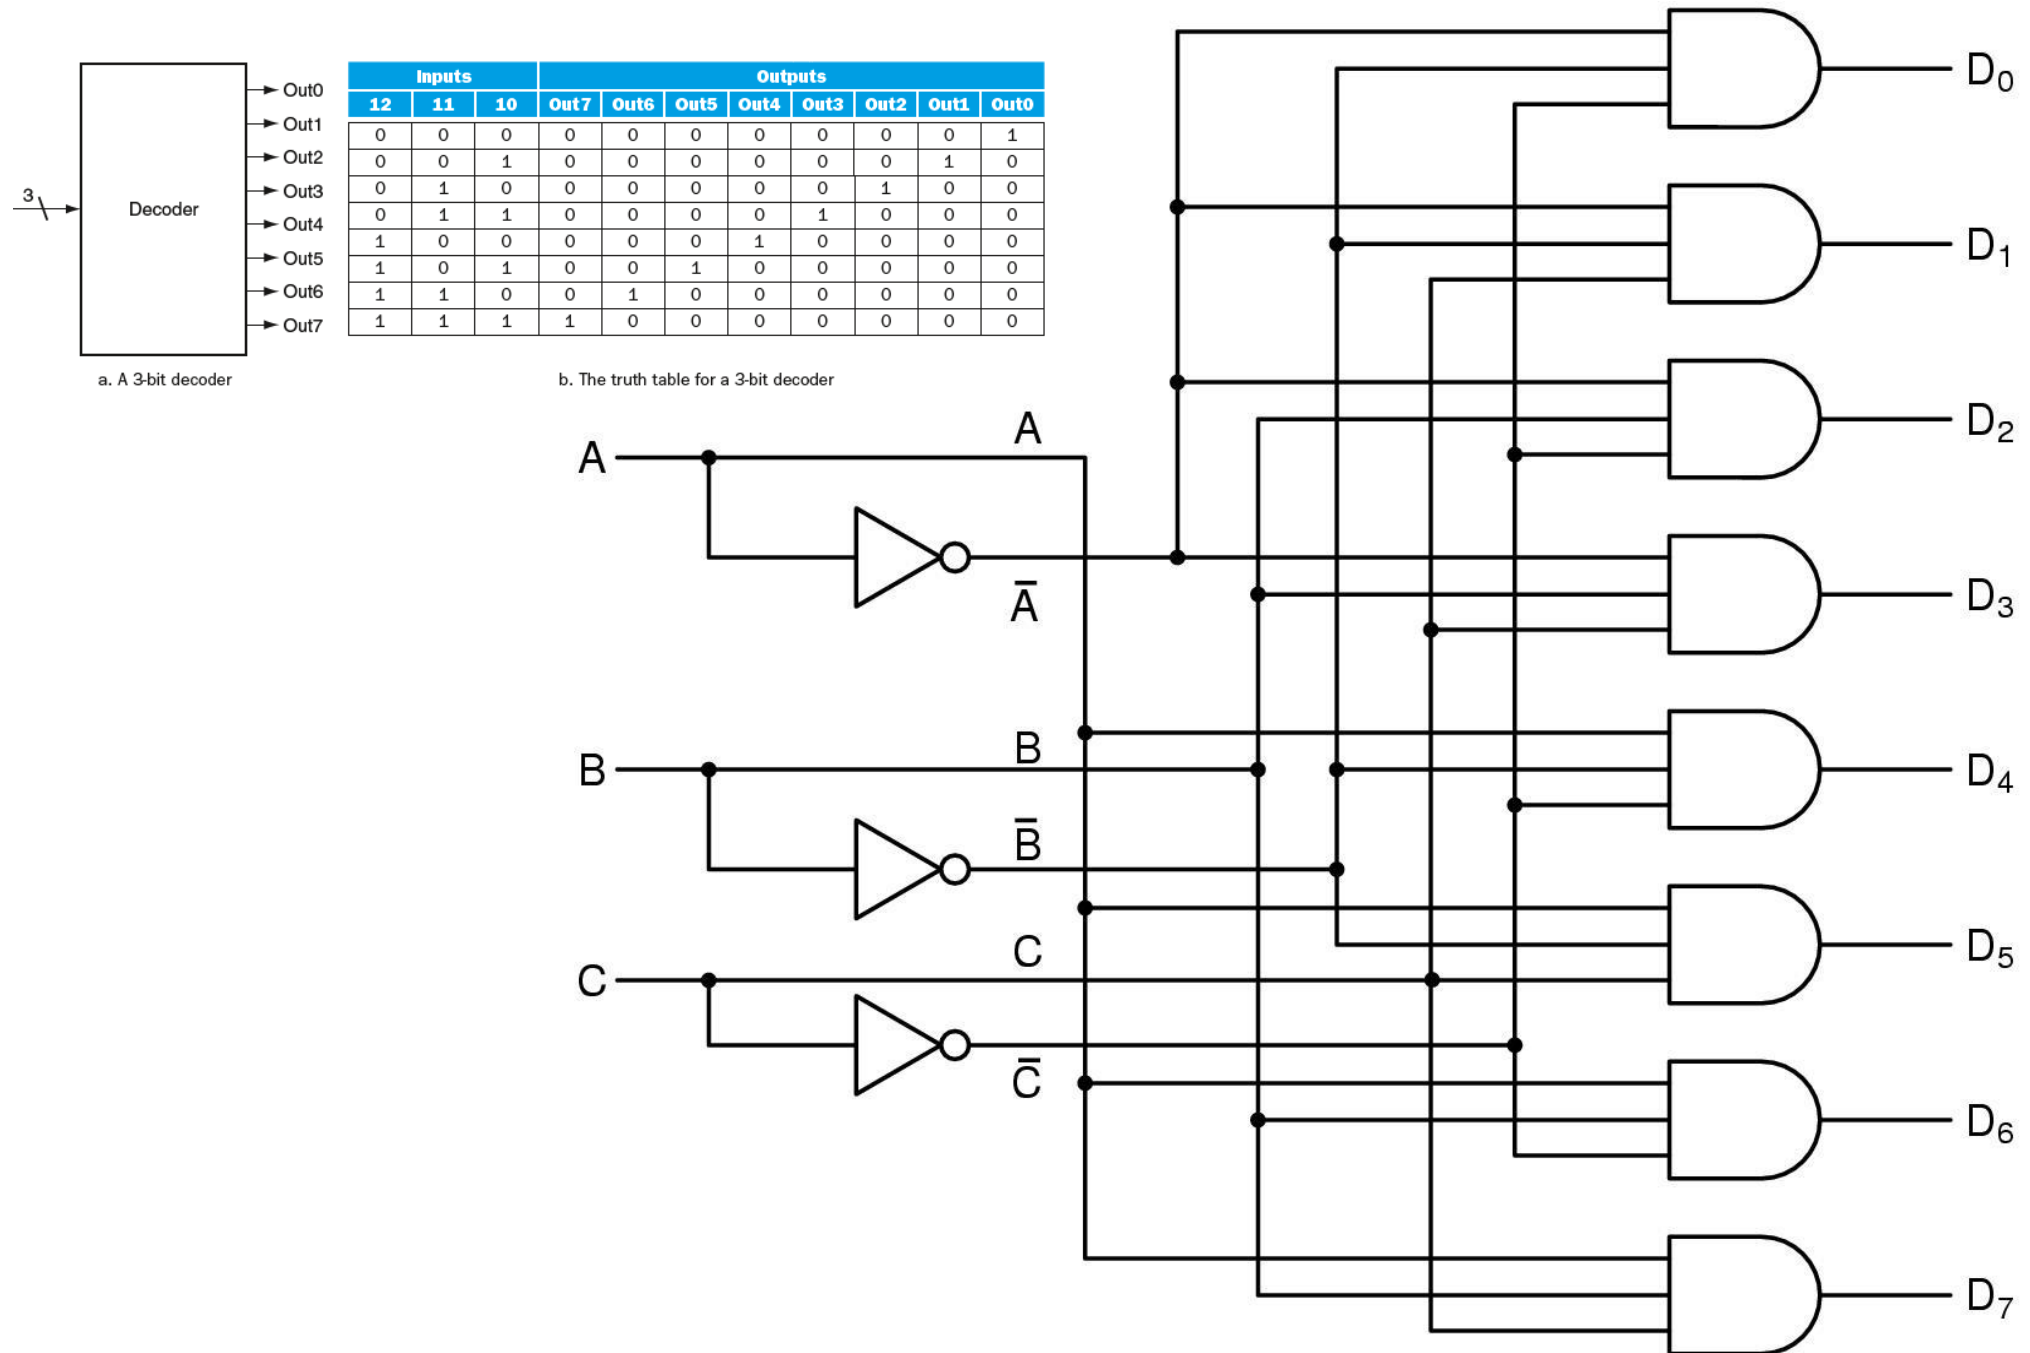 3
Decoder
Out0
Out1
Out2
Out3
Out4
Out5
Out6
Out7
a. A 3-bit decoder
Inputs Outputs
12 11 10 Out7 Out6 Out5 Out4 Out3 Out2 Out1 Out0
0 0 0 0 0 0 0 0 0 0 1
0 0 1 0 0 0 0 0 0 1 0
0 1 0 0 0 0 0 0 1 0 0
0 1 1 0 0 0 0 1 0 0 0
1 0 0 0 0 0 1 0 0 0 0
1 0 1 0 0 1 0 0 0 0 0
1 1 0 0 1 0 0 0 0 0 0
1 1 1 1 0 0 0 0 0 0 0
b. The truth table for a 3-bit decoder
A
A
A̅
B
B
B̅
C
C
C̅
D₀
D₁
D₂
D₃
D₄
D₅
D₆
D₇